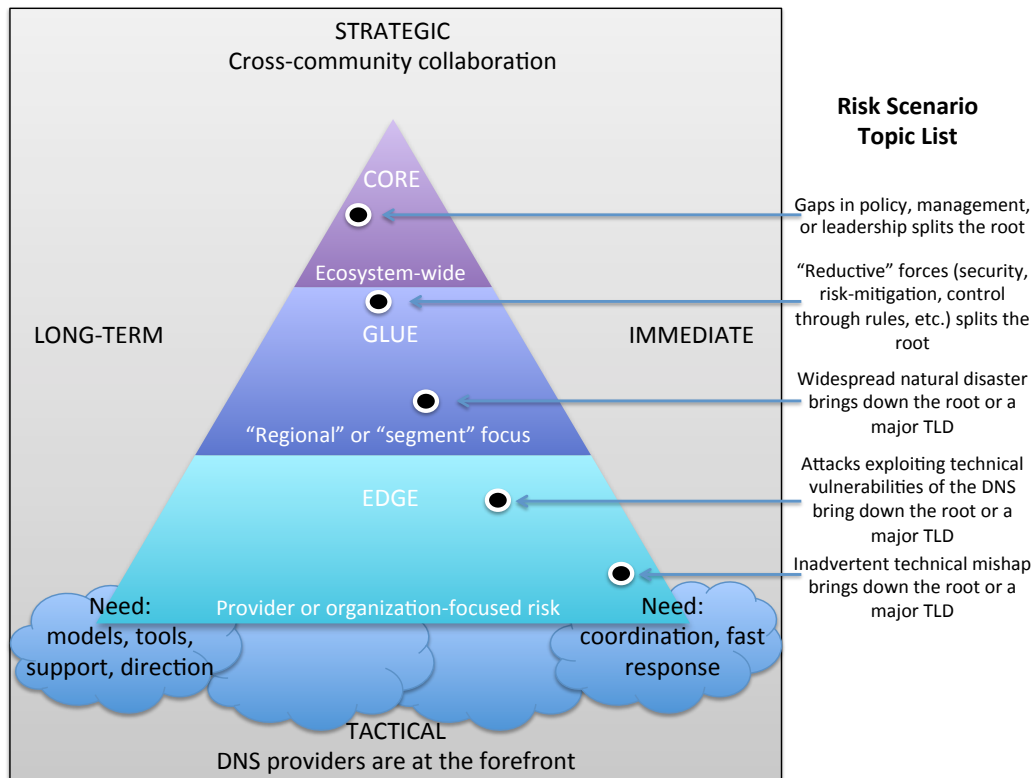 STRATEGIC
Cross-community collaboration
Risk Scenario
Topic List
CORE
Gaps in policy, management,
or leadership splits the root
Ecosystem-wide
“Reductive” forces (security,
risk-mitigation, control
through rules, etc.) splits the
root
LONG-TERM
GLUE
IMMEDIATE
Widespread natural disaster
brings down the root or a
major TLD
“Regional” or “segment” focus
Attacks exploiting technical
vulnerabilities of the DNS
bring down the root or a
major TLD
EDGE
Inadvertent technical mishap
brings down the root or a
major TLD
Provider or organization-focused risk
Need:
models, tools,
support, direction
Need:
coordination, fast
response
TACTICAL
DNS providers are at the forefront